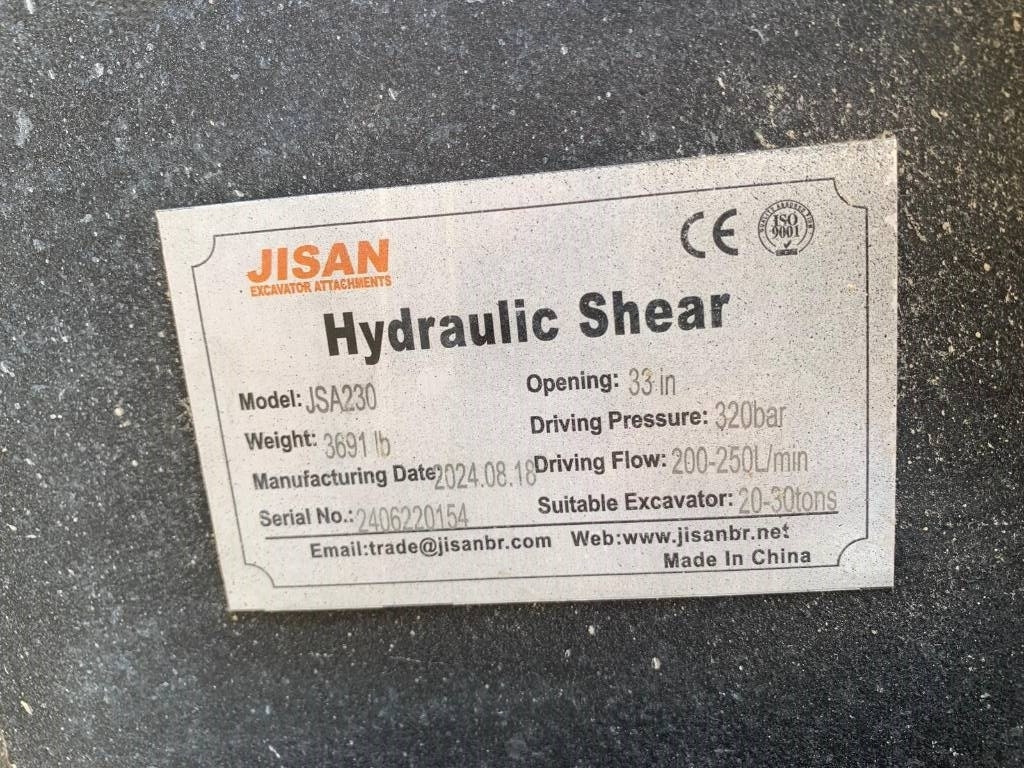 JISAN
EXCAVATOR ATTACHMENTS
CE
ISO
9001
Hydraulic Shear
Model: JSA230
Weight: 3691 lb
Manufacturing Date 2024.08.18
Serial No.: 2406220154
Opening: 33 in
Driving Pressure: 320bar
Driving Flow: 200-250L/min
Suitable Excavator: 20-30tons
Email:trade@jisanbr.com Web:www.jisanbr.net
Made In China